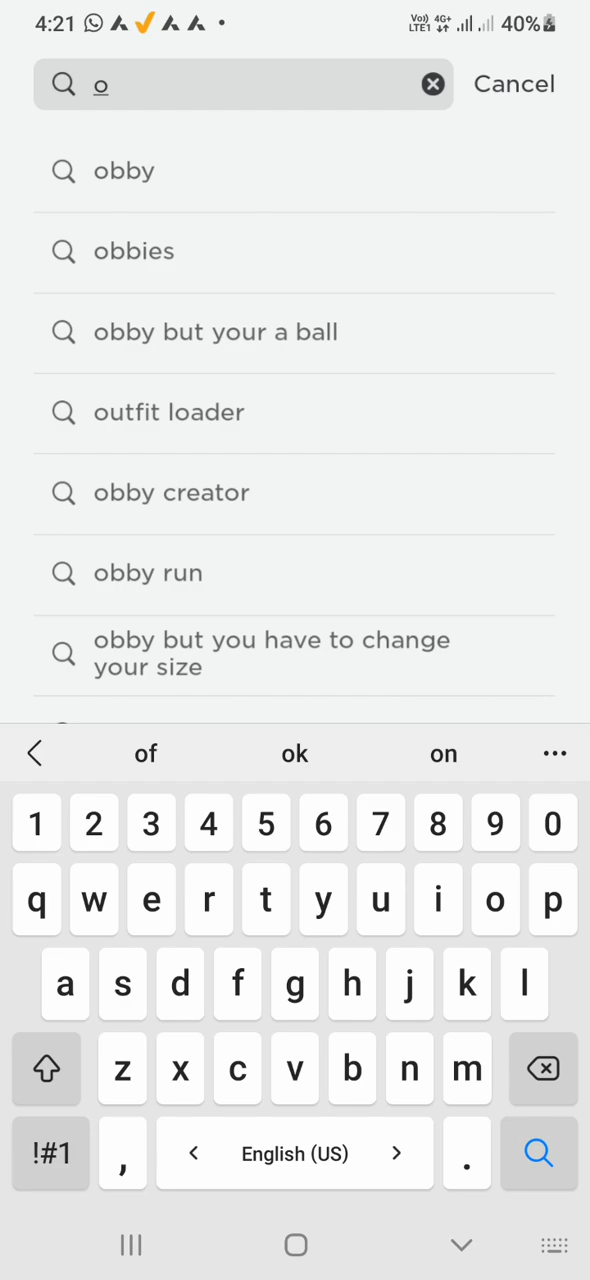 4:21 Vo)) LTE1 4G+ 40%
o Cancel
obby
obbies
obby but your a ball
outfit loader
obby creator
obby run
obby but you have to change
your size
of ok on
1 2 3 4 5 6 7 8 9 0
q w e r t y u i o p
a s d f g h j k l
z x c v b n m
!#1 , English (US) .